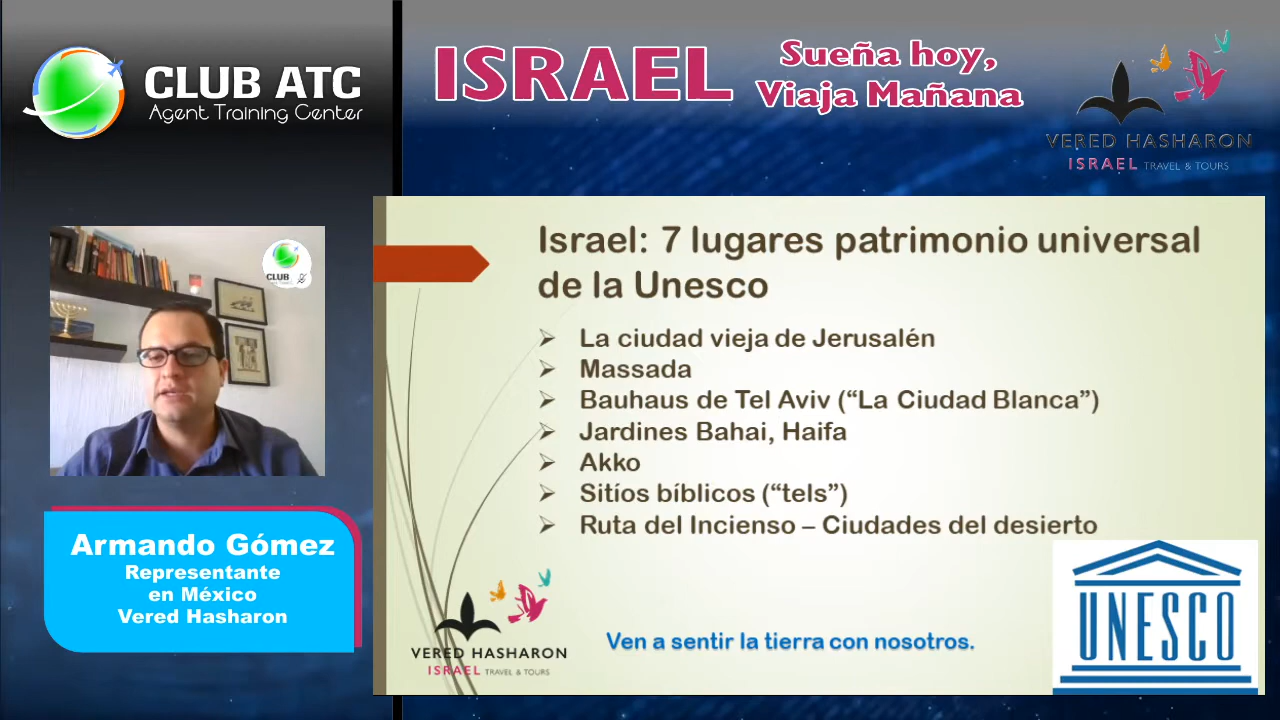 CLUB ATC
Agent Training Center
ISRAEL
Sueña hoy,
Viaja Mañana
VERED HASHARON
ISRAEL TRAVEL & TOURS
CLUB
Armando Gómez
Representante
en México
Vered Hasharon
Israel: 7 lugares patrimonio universal
de la Unesco
La ciudad vieja de Jerusalén
Massada
Bauhaus de Tel Aviv (“La Ciudad Blanca”)
Jardines Bahai, Haifa
Akko
Sitíos bíblicos (“tels”)
Ruta del Incienso – Ciudades del desierto
VERED HASHARON
ISRAEL TRAVEL & TOURS
Ven a sentir la tierra con nosotros.
UNESCO